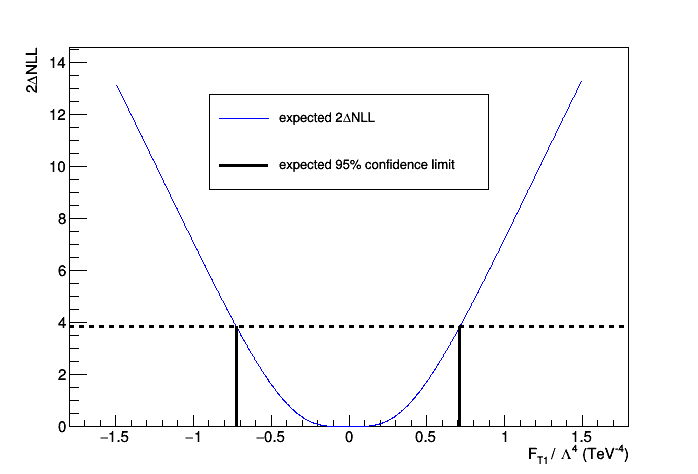 2ΔNLL
14
12
10
8
6
4
2
0
expected 2ΔNLL
expected 95% confidence limit
−1.5 −1 −0.5 0 0.5 1 1.5
F_T1 / Λ^4 (TeV^-4)